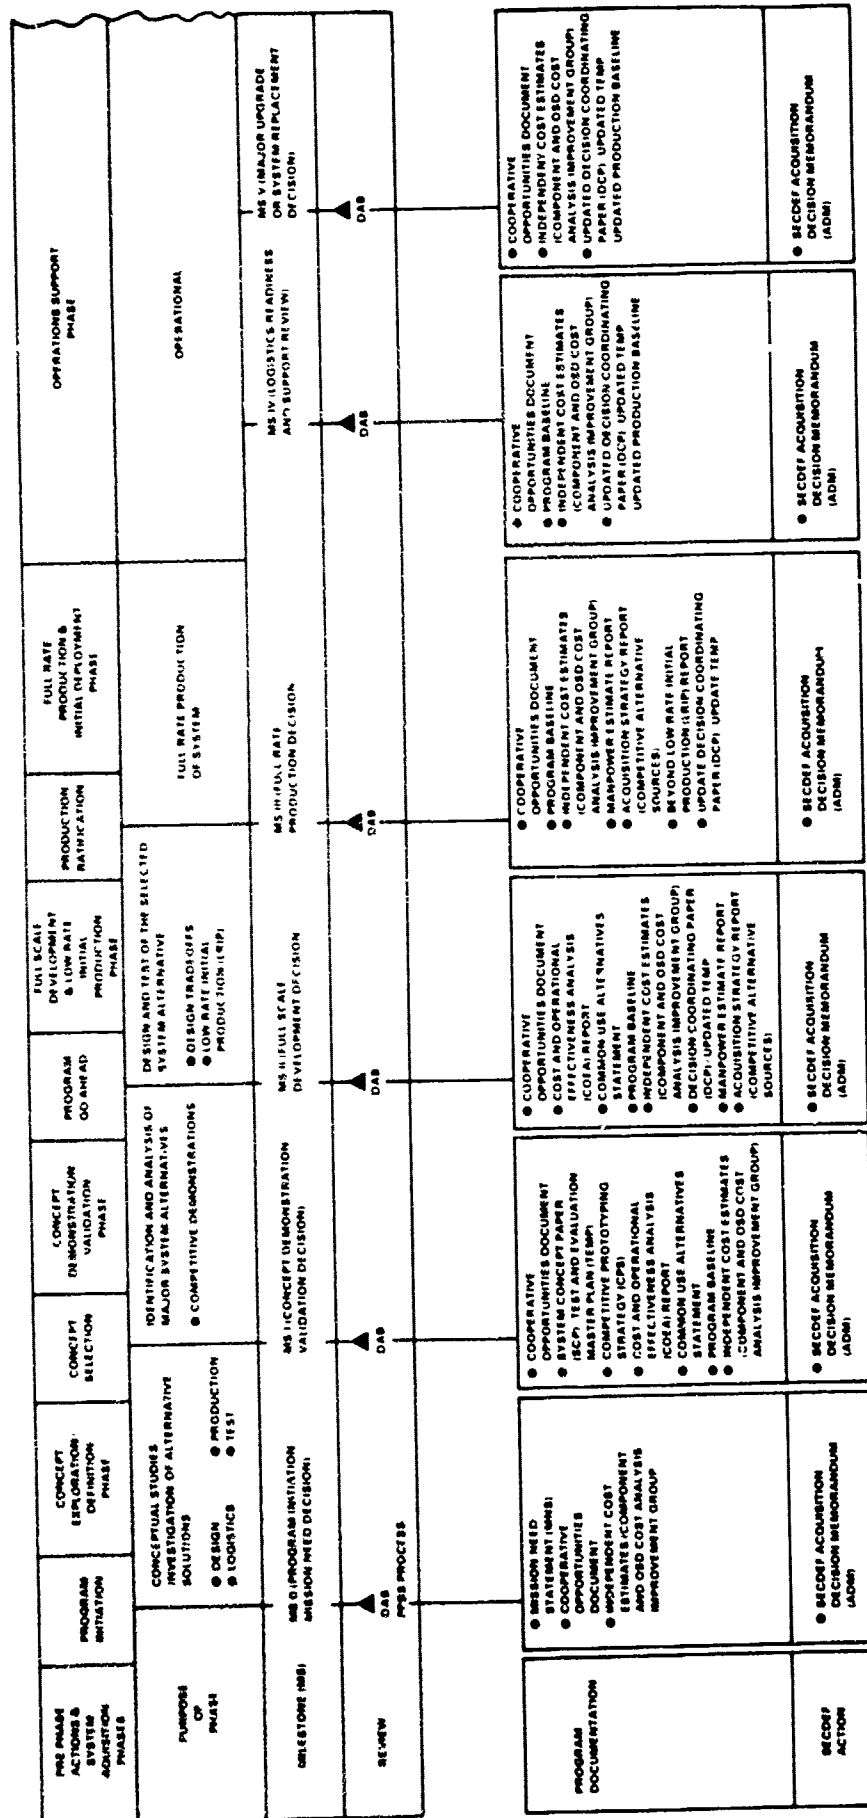 PRE PHASE
ACTIONS &
SYSTEM
AQUISITION
PHASES
PROGRAM
INITIATION
CONCEPT
EXPLORATION/
DEFINITION
PHASE
CONCEPT
SELECTION
CONCEPT
DEMONSTRATION/
VALIDATION
PHASE
PROGRAM
GO AHEAD
FULL SCALE
DEVELOPMENT
& LOW RATE
INITIAL
PRODUCTION
PHASE
PRODUCTION
RATIFICATION
FULL RATE
PRODUCTION &
INITIAL DEPLOYMENT
PHASE
OPERATIONS SUPPORT
PHASE
PURPOSE
OF
PHASE
CONCEPTUAL STUDIES
INVESTIGATION OF ALTERNATIVE
SOLUTIONS
● DESIGN ● PRODUCTION
● LOGISTICS ● TEST
IDENTIFICATION AND ANALYSIS OF
MAJOR SYSTEM ALTERNATIVES
● COMPETITIVE DEMONSTRATIONS
DESIGN AND TEST OF THE SELECTED
SYSTEM ALTERNATIVE
● DESIGN TRADEOFFS
● LOW RATE INITIAL
PRODUCTION (LRIP)
FULL RATE PRODUCTION
OF SYSTEM
OPERATIONAL
MILESTONE (MS)
MS 0 (PROGRAM INITIATION/
MISSION NEED DECISION)
MS I (CONCEPT DEMONSTRATION/
VALIDATION DECISION)
MS II (FULL SCALE
DEVELOPMENT DECISION)
MS III (FULL RATE
PRODUCTION DECISION)
MS IV (LOGISTICS READINESS
AND SUPPORT REVIEW)
MS V (MAJOR UPGRADE
OR SYSTEM REPLACEMENT
DECISION)
REVIEW
DAB
PPBS PROCESS
DAB
DAB
DAB
DAB
DAB
PROGRAM
DOCUMENTATION
● MISSION NEED
STATEMENT (MNS)
● COOPERATIVE
OPPORTUNITIES
DOCUMENT
● INDEPENDENT COST
ESTIMATES (COMPONENT
AND OSD COST ANALYSIS
IMPROVEMENT GROUP
● COOPERATIVE
OPPORTUNITIES DOCUMENT
● SYSTEM CONCEPT PAPER
(SCP) TEST AND EVALUATION
MASTER PLAN (TEMP)
● COMPETITIVE PROTOTYPING
STRATEGY (CPS)
● COST AND OPERATIONAL
EFFECTIVENESS ANALYSIS
(COEA) REPORT
● COMMON USE ALTERNATIVES
STATEMENT
● PROGRAM BASELINE
● INDEPENDENT COST ESTIMATES
(COMPONENT AND OSD COST
ANALYSIS IMPROVEMENT GROUP)
● COOPERATIVE
OPPORTUNITIES DOCUMENT
● COST AND OPERATIONAL
EFFECTIVENESS ANALYSIS
(COEA) REPORT
● COMMON USE ALTERNATIVES
STATEMENT
● PROGRAM BASELINE
● INDEPENDENT COST ESTIMATES
(COMPONENT AND OSD COST
ANALYSIS IMPROVEMENT GROUP)
● DECISION COORDINATING PAPER
(DCP) UPDATED TEMP
● MANPOWER ESTIMATE REPORT
● ACQUISITION STRATEGY REPORT
(COMPETITIVE ALTERNATIVE
SOURCES)
● COOPERATIVE
OPPORTUNITIES DOCUMENT
● PROGRAM BASELINE
● INDEPENDENT COST ESTIMATES
(COMPONENT AND OSD COST
ANALYSIS IMPROVEMENT GROUP)
● MANPOWER ESTIMATE REPORT
● ACQUISITION STRATEGY REPORT
(COMPETITIVE ALTERNATIVE
SOURCES)
● BEYOND LOW RATE INITIAL
PRODUCTION (LRIP) REPORT
● UPDATE DECISION COORDINATING
PAPER (DCP) UPDATE TEMP
● COOPERATIVE
OPPORTUNITIES DOCUMENT
● PROGRAM BASELINE
● INDEPENDENT COST ESTIMATES
(COMPONENT AND OSD COST
ANALYSIS IMPROVEMENT GROUP)
● UPDATED DECISION COORDINATING
PAPER (DCP) UPDATED TEMP
UPDATED PRODUCTION BASELINE
● COOPERATIVE
OPPORTUNITIES DOCUMENT
● INDEPENDENT COST ESTIMATES
(COMPONENT AND OSD COST
ANALYSIS IMPROVEMENT GROUP)
● UPDATED DECISION COORDINATING
PAPER (DCP) UPDATED TEMP
UPDATED PRODUCTION BASELINE
SECDEF
ACTION
● SECDEF ACQUISITION
DECISION MEMORANDUM
(ADM)
● SECDEF ACQUISITION
DECISION MEMORANDUM
(ADM)
● SECDEF ACQUISITION
DECISION MEMORANDUM
(ADM)
● SECDEF ACQUISITION
DECISION MEMORANDUM
(ADM)
● SECDEF ACQUISITION
DECISION MEMORANDUM
(ADM)
● SECDEF ACQUISITION
DECISION MEMORANDUM
(ADM)